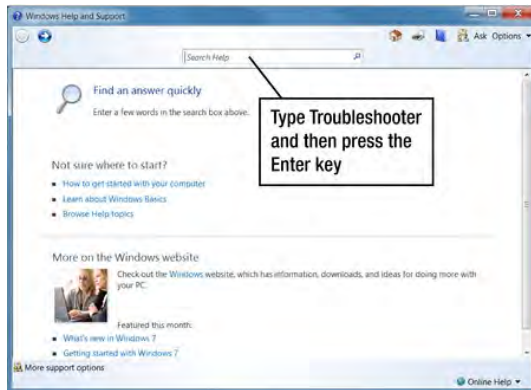 Windows Help and Support
Ask Options
Search Help
Find an answer quickly
Enter a few words in the search box above.
Type Troubleshooter
and then press the
Enter key
Not sure where to start?
How to get started with your computer
Learn about Windows Basics
Browse Help topics
More on the Windows website
Check out the Windows website, which has information, downloads, and ideas for doing more with
your PC.
Featured this month:
What's new in Windows 7
Getting started with Windows 7
More support options
Online Help